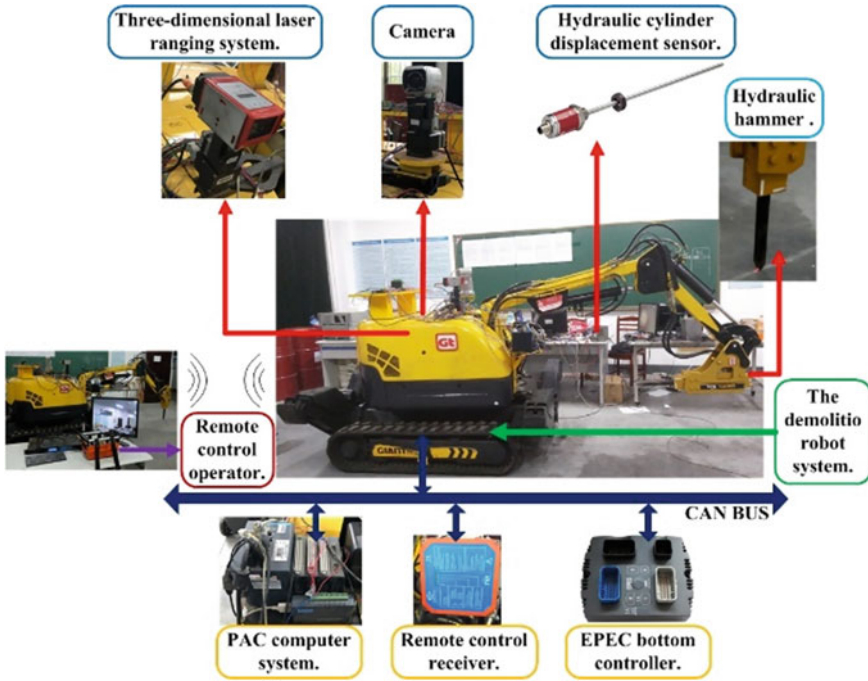 Three-dimensional laser
ranging system.
Camera
Hydraulic cylinder
displacement sensor.
Hydraulic
hammer .
Gt
Remote
control
operator.
The
demolitio
robot
system.
CAN BUS
PAC computer
system.
Remote control
receiver.
EPEC bottom
controller.